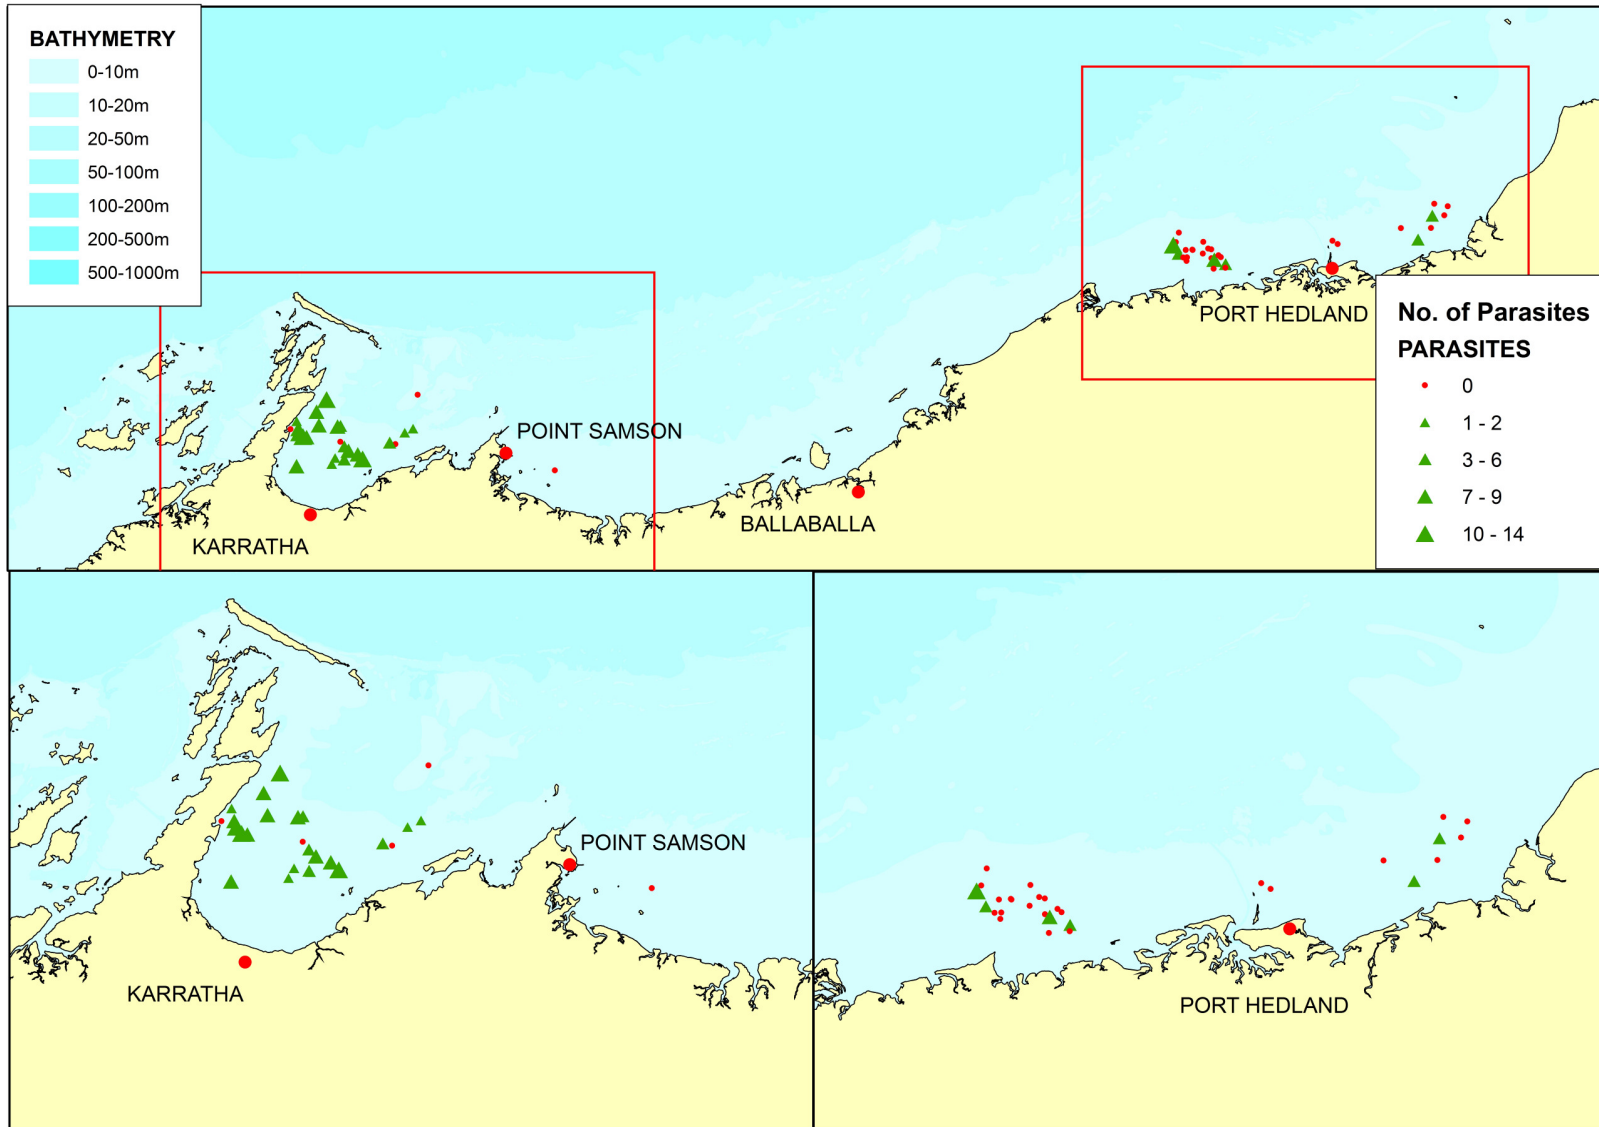 BATHYMETRY
0-10m
10-20m
20-50m
50-100m
100-200m
200-500m
500-1000m
PORT HEDLAND
No. of Parasites
PARASITES
0
1 - 2
3 - 6
7 - 9
10 - 14
POINT SAMSON
BALLABALLA
KARRATHA
POINT SAMSON
KARRATHA
PORT HEDLAND